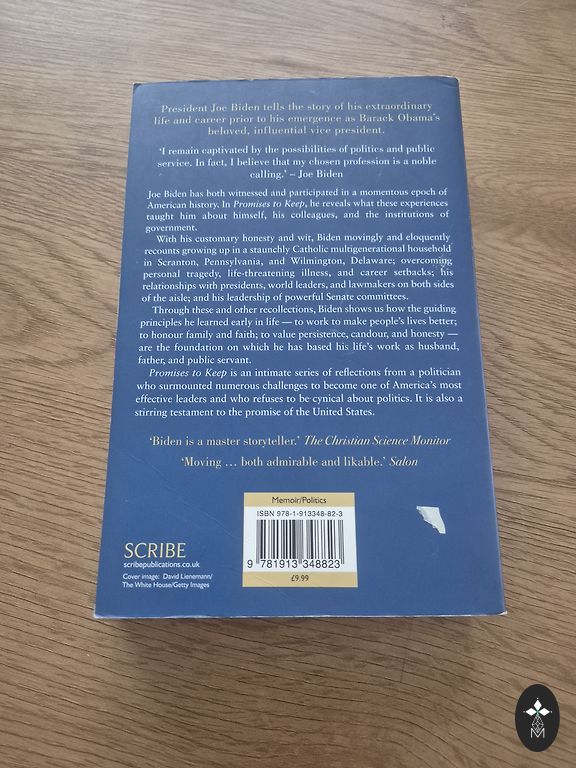 President Joe Biden tells the story of his extraordinary
life and career prior to his emergence as Barack Obama's
beloved, influential vice president.
'I remain captivated by the possibilities of politics and public
service. In fact, I believe that my chosen profession is a noble
calling.' – Joe Biden
Joe Biden has both witnessed and participated in a momentous epoch of
American history. In Promises to Keep, he reveals what these experiences
taught him about himself, his colleagues, and the institutions of
government.
With his customary honesty and wit, Biden movingly and eloquently
recounts growing up in a staunchly Catholic multigenerational household
in Scranton, Pennsylvania, and Wilmington, Delaware; overcoming
personal tragedy, life-threatening illness, and career setbacks; his
relationships with presidents, world leaders, and lawmakers on both sides
of the aisle; and his leadership of powerful Senate committees.
Through these and other recollections, Biden shows us how the guiding
principles he learned early in life — to work to make people's lives better;
to honour family and faith; to value persistence, candour, and honesty —
are the foundation on which he has based his life's work as husband,
father, and public servant.
Promises to Keep is an intimate series of reflections from a politician
who surmounted numerous challenges to become one of America's most
effective leaders and who refuses to be cynical about politics. It is also a
stirring testament to the promise of the United States.
'Biden is a master storyteller.' The Christian Science Monitor
'Moving ... both admirable and likable.' Salon
Memoir/Politics
ISBN 978-1-913348-82-3
9 781913 348823
£9.99
SCRIBE
scribepublications.co.uk
Cover image: David Lienemann/
The White House/Getty Images
M